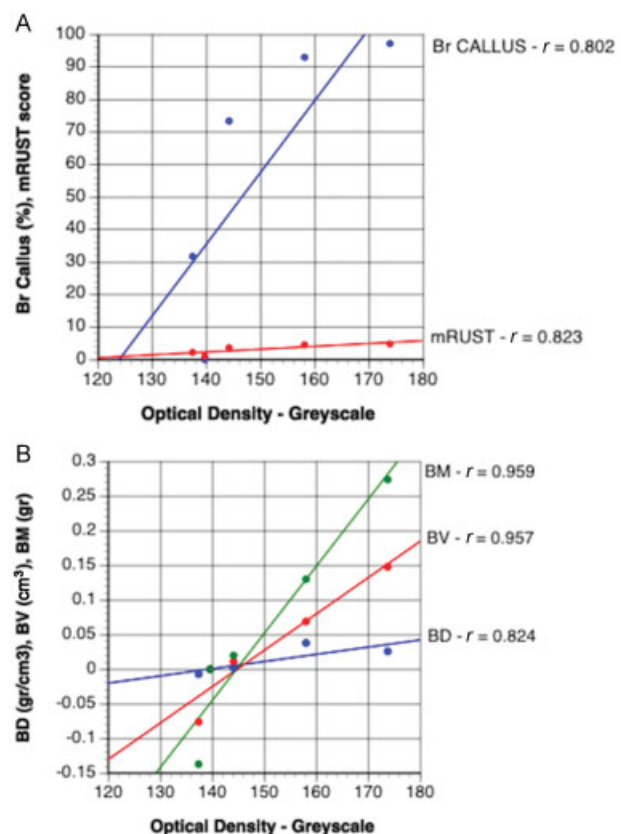 A
100
90
80
70
60
50
40
30
20
10
0
Br Callus (%), mRUST score
Br CALLUS - r = 0.802
mRUST - r = 0.823
120 130 140 150 160 170 180
Optical Density - Greyscale
B
0.3
0.25
0.2
0.15
0.1
0.05
0
-0.05
-0.1
-0.15
BD (gr/cm3), BV (cm³), BM (gr)
BM - r = 0.959
BV - r = 0.957
BD - r = 0.824
120 130 140 150 160 170 180
Optical Density - Greyscale